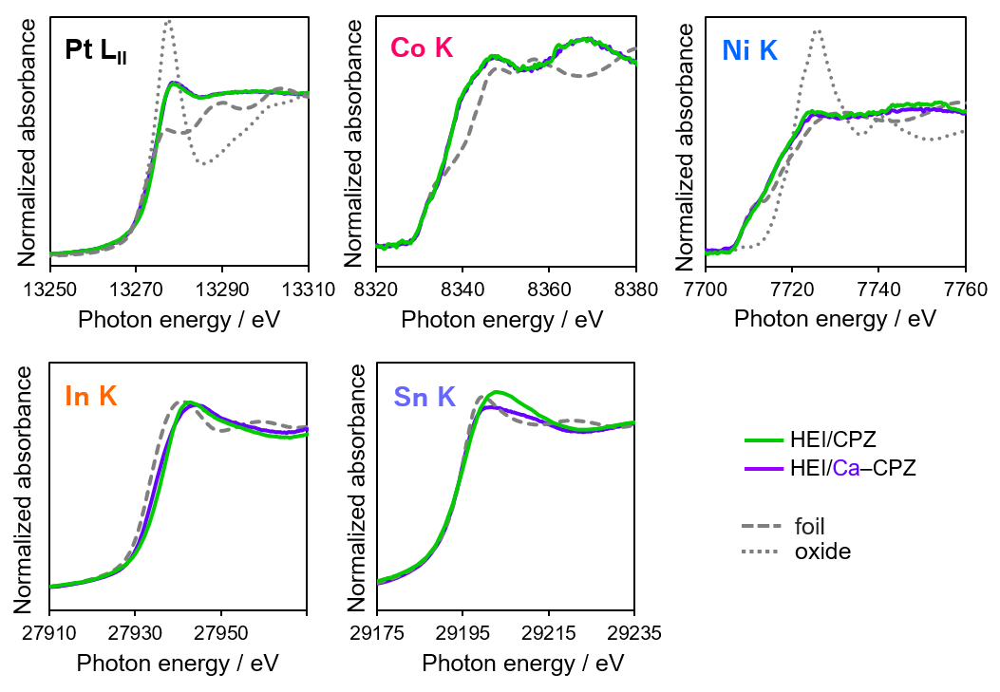 Normalized absorbance
Pt L_II
13250 13270 13290 13310
Photon energy / eV
Normalized absorbance
Co K
8320 8340 8360 8380
Photon energy / eV
Normalized absorbance
Ni K
7700 7720 7740 7760
Photon energy / eV
Normalized absorbance
In K
27910 27930 27950
Photon energy / eV
Normalized absorbance
Sn K
29175 29195 29215 29235
Photon energy / eV
HEI/CPZ
HEI/Ca–CPZ
foil
oxide